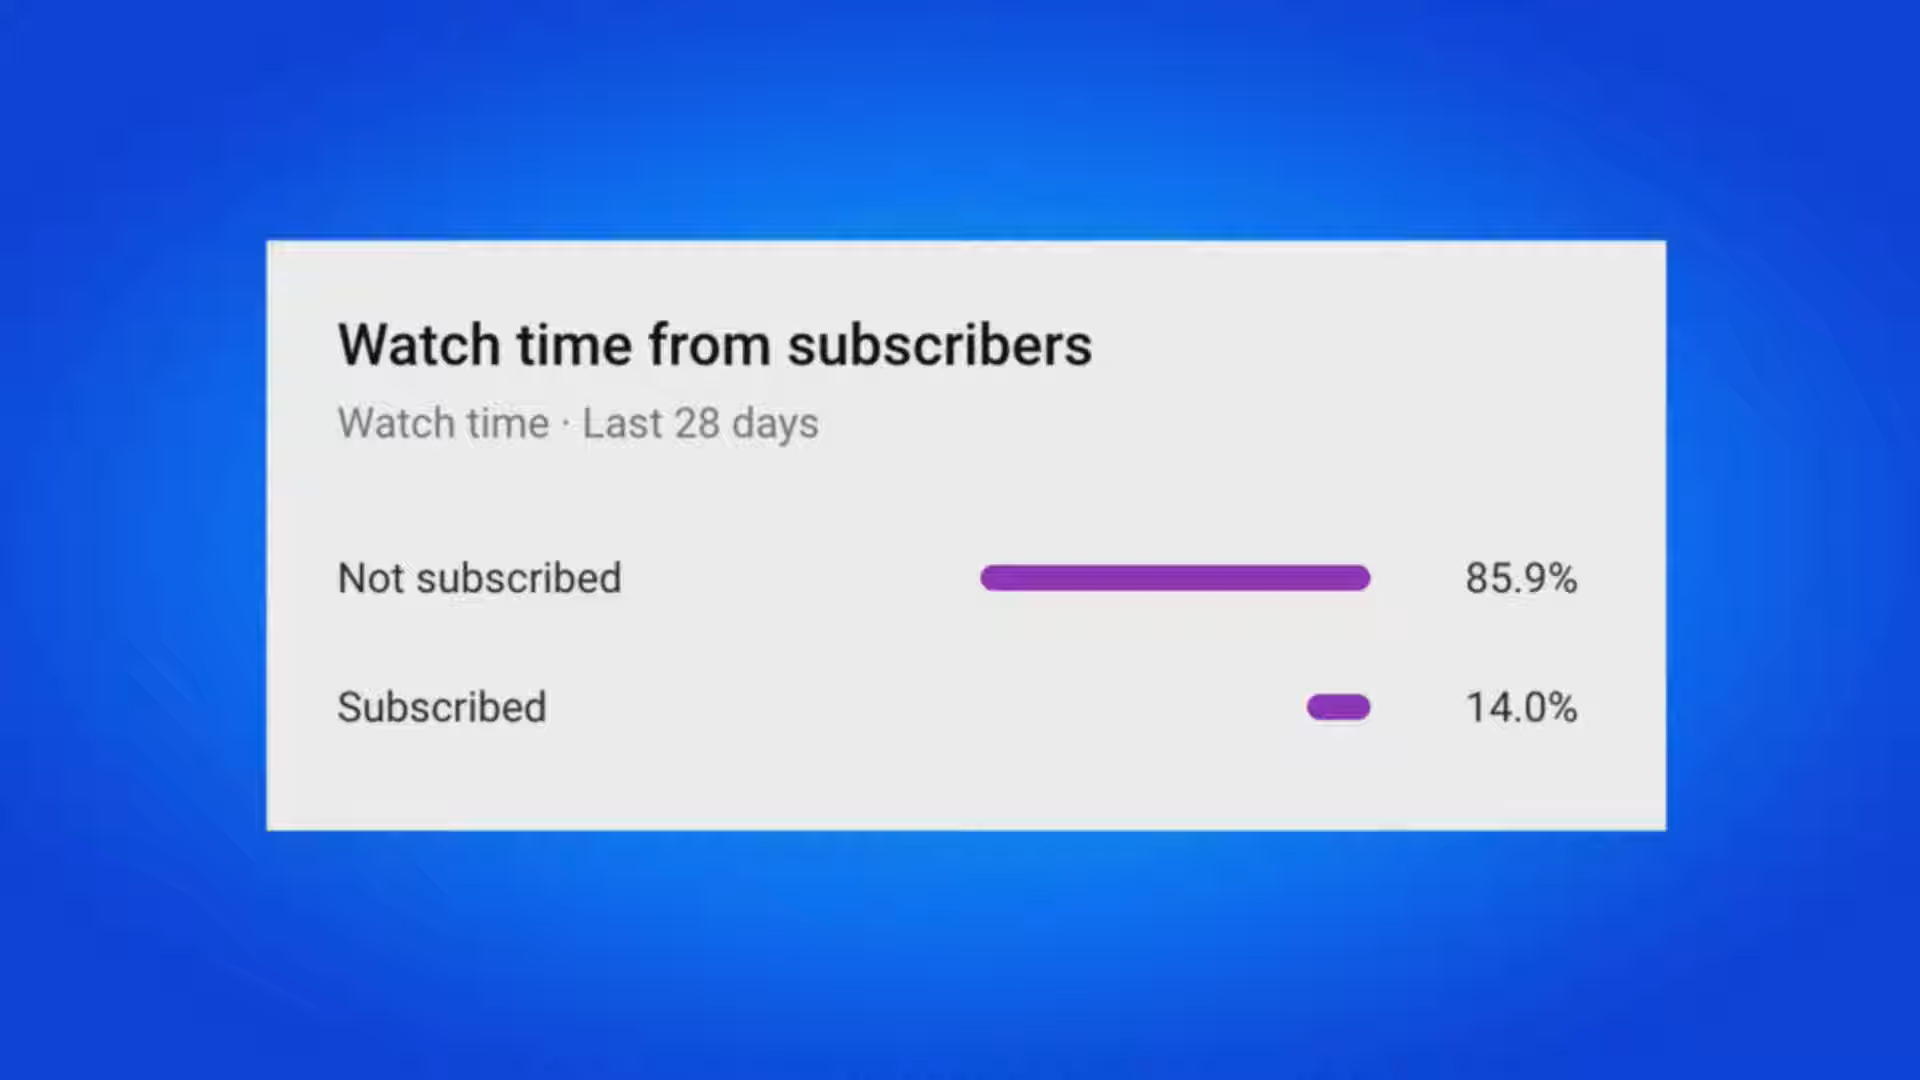 Watch time from subscribers
Watch time · Last 28 days
Not subscribed 85.9%
Subscribed 14.0%